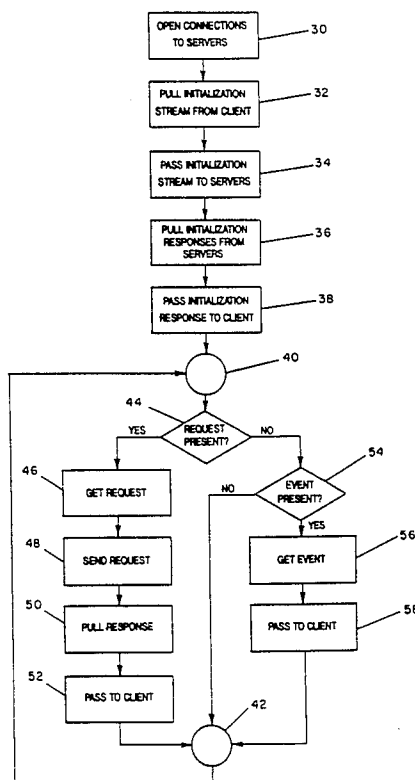 OPEN CONNECTIONS
TO SERVERS
30
PULL INITIALIZATION
STREAM FROM CLIENT
32
PASS INITIALIZATION
STREAM TO SERVERS
34
PULL INITIALIZATION
RESPONSES FROM
SERVERS
36
PASS INITIALIZATION
RESPONSE TO CLIENT
38
40
44
REQUEST
PRESENT?
YES
NO
46
GET REQUEST
54
EVENT
PRESENT?
NO
YES
48
SEND REQUEST
56
GET EVENT
50
PULL RESPONSE
58
PASS TO CLIENT
52
PASS TO CLIENT
42